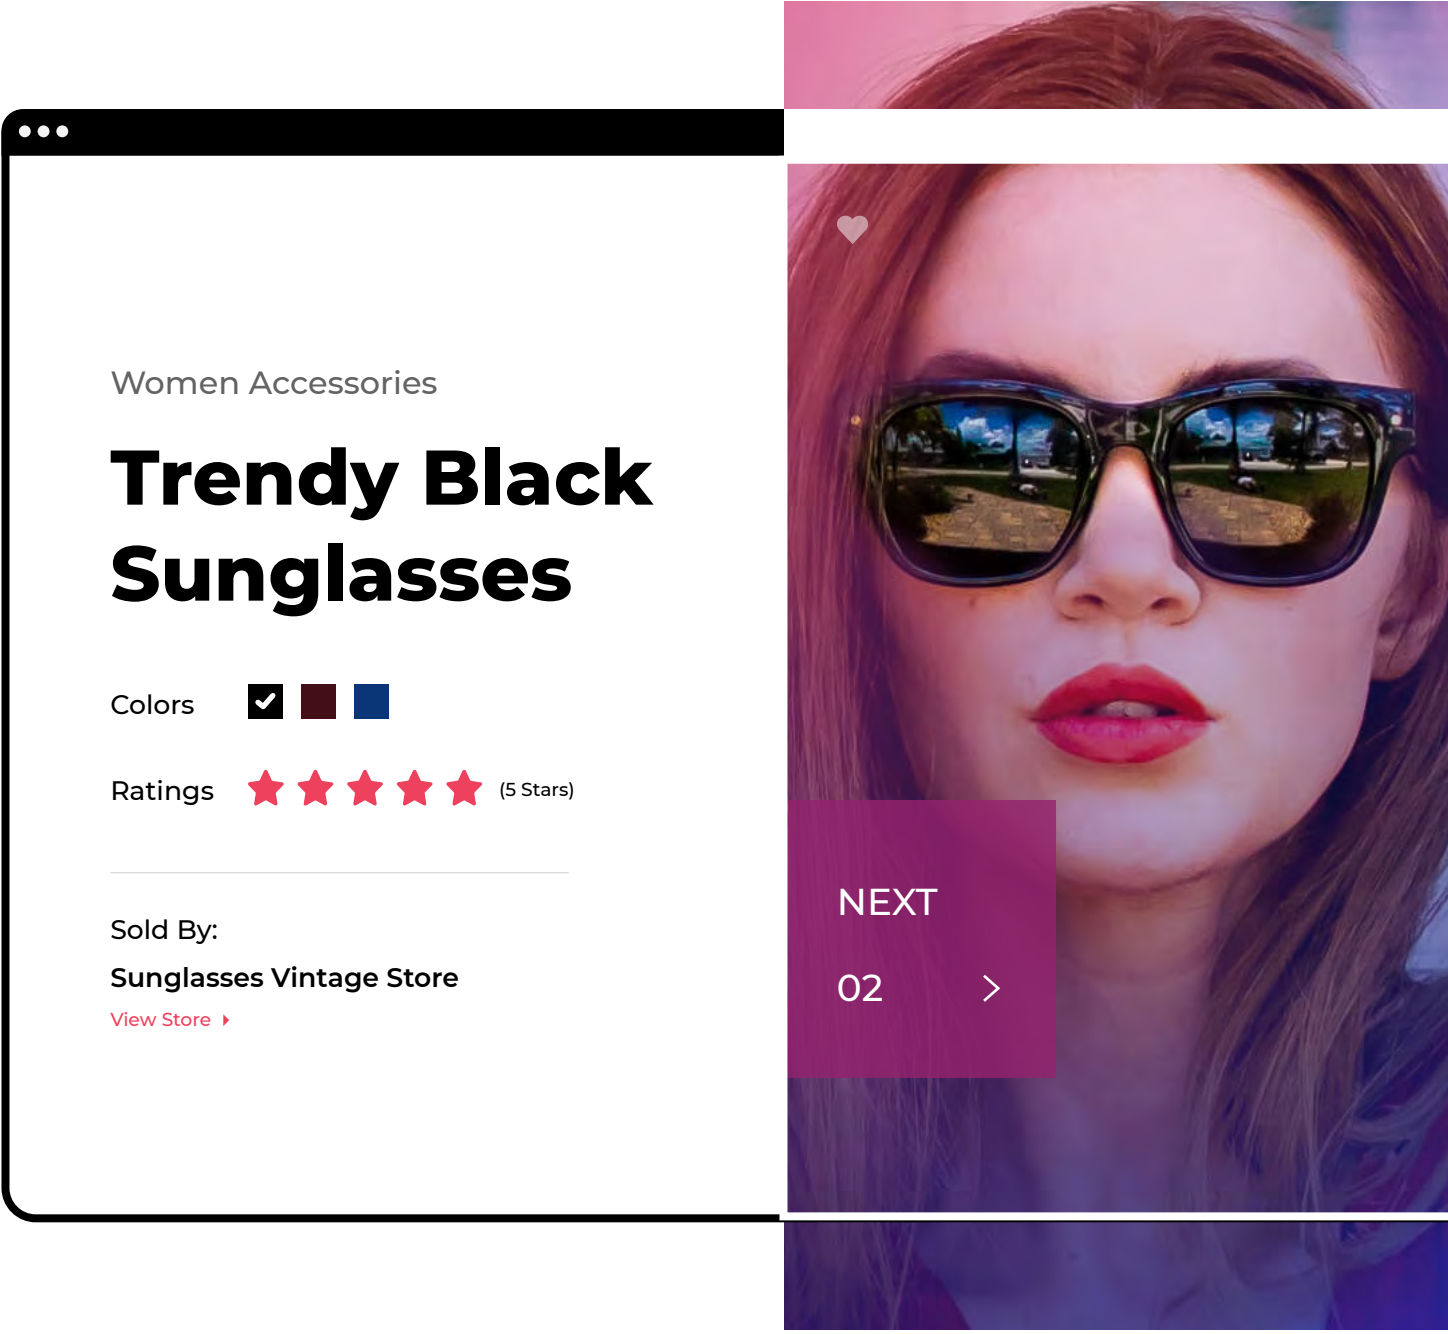 Women Accessories
Trendy Black
Sunglasses
Colors
Ratings (5 Stars)
Sold By:
Sunglasses Vintage Store
View Store
NEXT
02